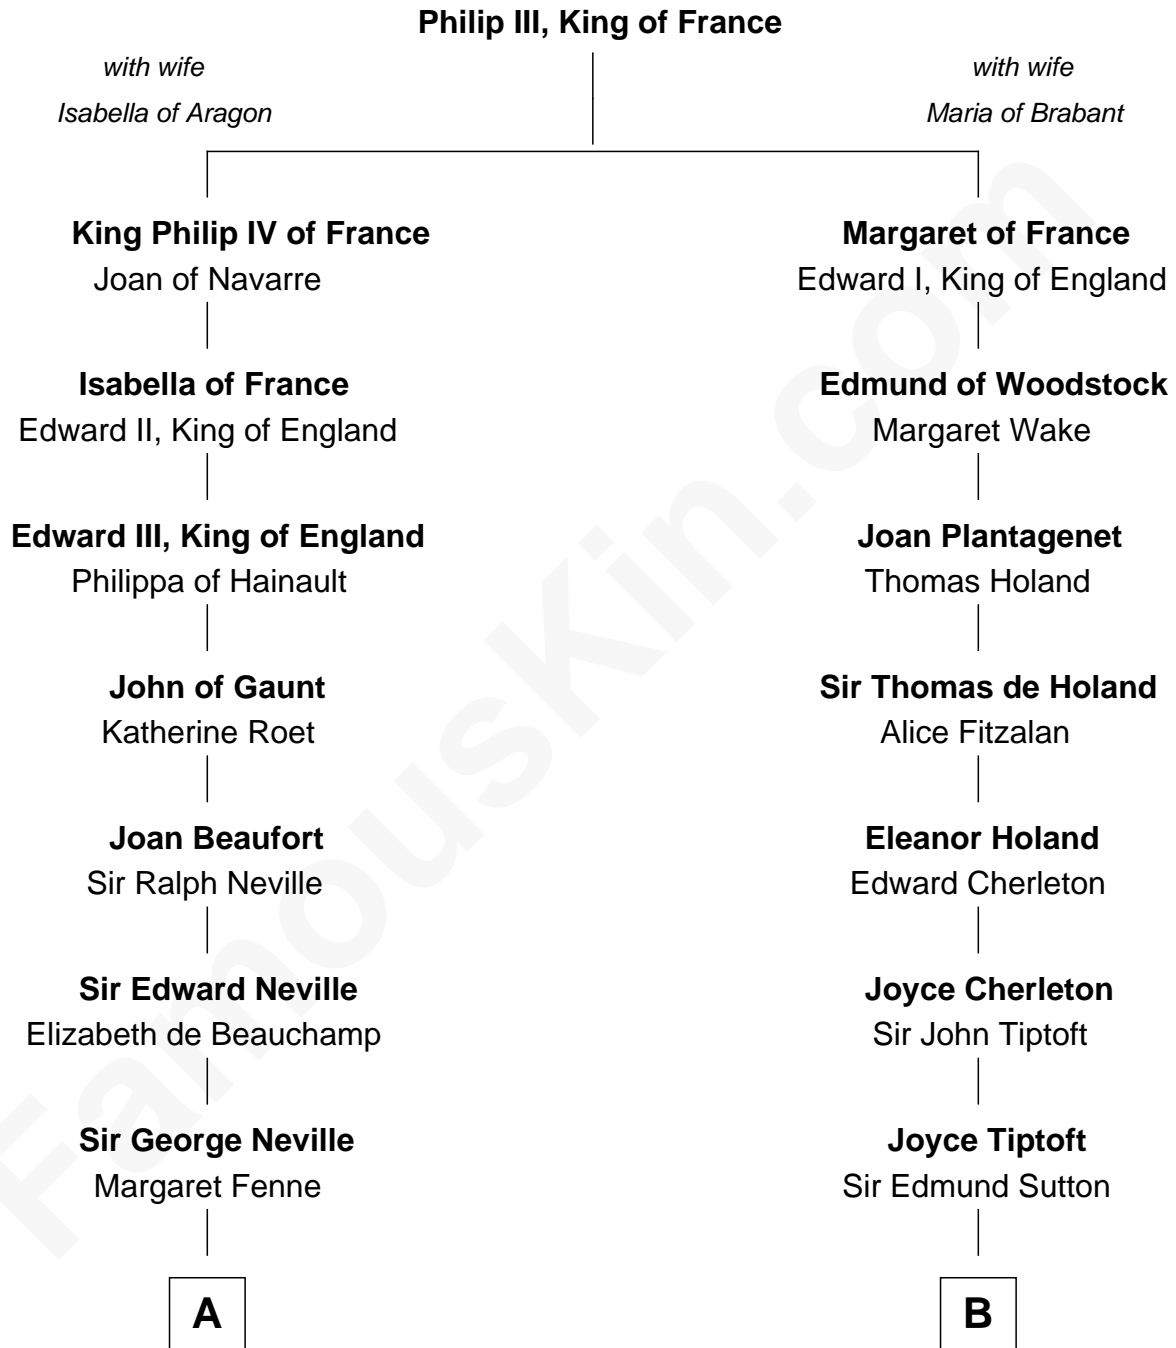 Philip III, King of France
with wife
Isabella of Aragon
with wife
Maria of Brabant
King Philip IV of France
Joan of Navarre
Margaret of France
Edward I, King of England
Isabella of France
Edward II, King of England
Edmund of Woodstock
Margaret Wake
Edward III, King of England
Philippa of Hainault
Joan Plantagenet
Thomas Holand
John of Gaunt
Katherine Roet
Sir Thomas de Holand
Alice Fitzalan
Joan Beaufort
Sir Ralph Neville
Eleanor Holand
Edward Cherleton
Sir Edward Neville
Elizabeth de Beauchamp
Joyce Cherleton
Sir John Tiptoft
Sir George Neville
Margaret Fenne
Joyce Tiptoft
Sir Edmund Sutton
A
B
FamousKin.com